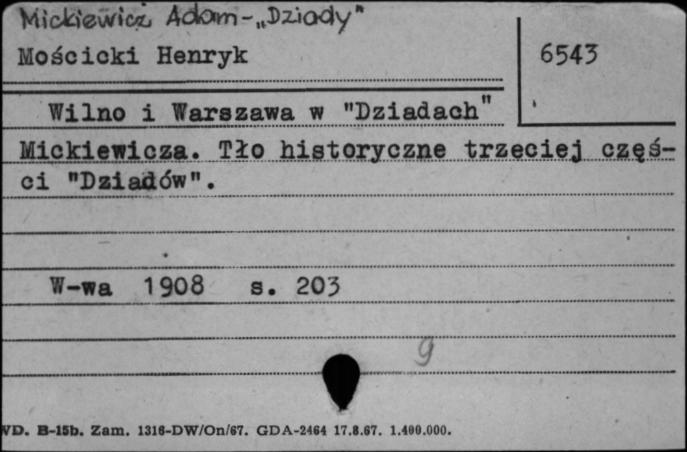 Mickiewicz Adam - „Dziady"
Mościcki Henryk
6543
Wilno i Warszawa w "Dziadach"
Mickiewicza. Tło historyczne trzeciej częś-
ci "Dziadów".
W-wa 1908 s. 203
g
WD. B-15b. Zam. 1316-DW/On/67. GDA-2464 17.8.67. 1.400.000.